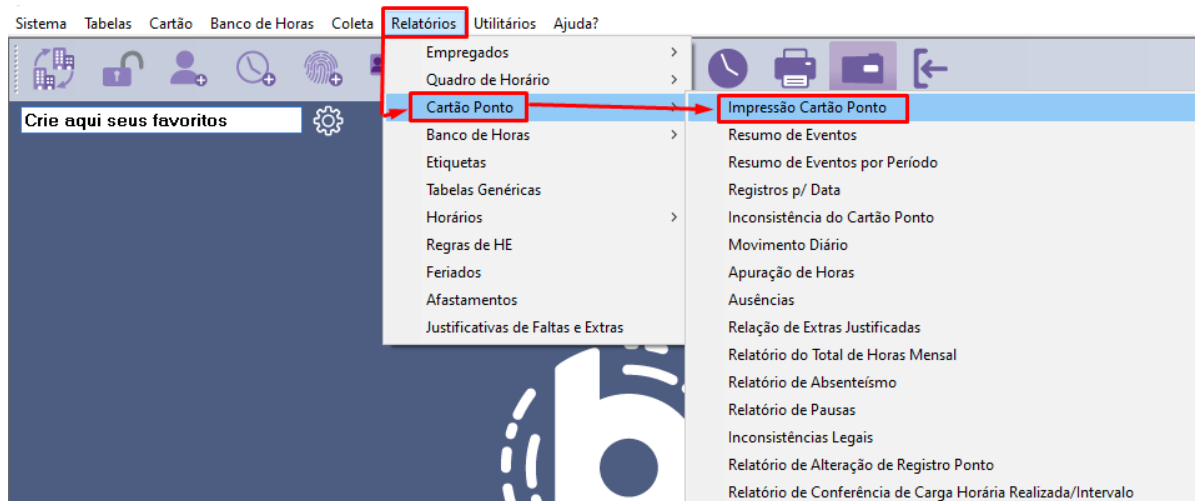 Sistema Tabelas Cartão Banco de Horas Coleta Relatórios Utilitários Ajuda?
Crie aqui seus favoritos
Empregados
Quadro de Horário
Cartão Ponto
Banco de Horas
Etiquetas
Tabelas Genéricas
Horários
Regras de HE
Feriados
Afastamentos
Justificativas de Faltas e Extras
Impressão Cartão Ponto
Resumo de Eventos
Resumo de Eventos por Período
Registros p/ Data
Inconsistência do Cartão Ponto
Movimento Diário
Apuração de Horas
Ausências
Relação de Extras Justificadas
Relatório do Total de Horas Mensal
Relatório de Absenteísmo
Relatório de Pausas
Inconsistências Legais
Relatório de Alteração de Registro Ponto
Relatório de Conferência de Carga Horária Realizada/Intervalo
b